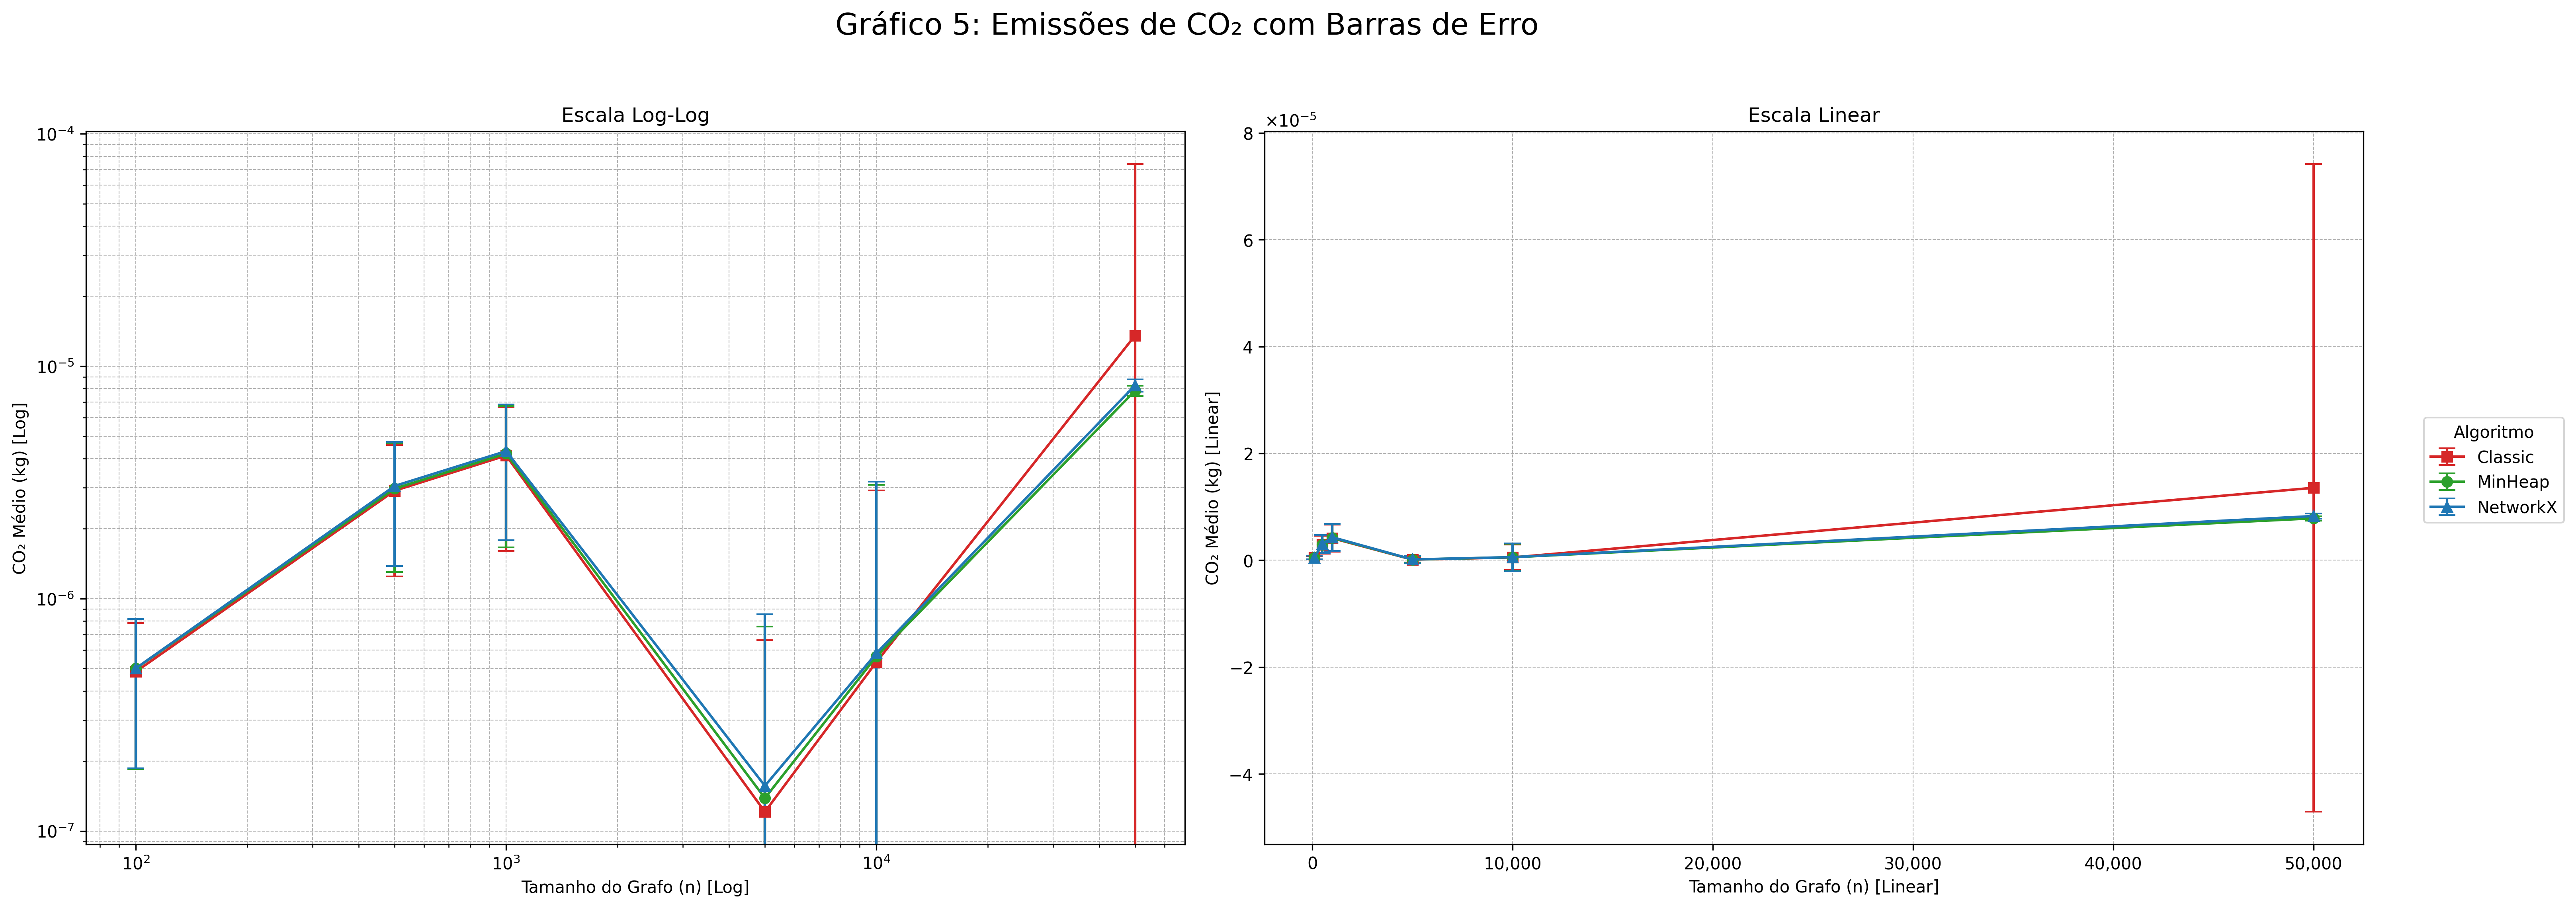 Gráfico 5: Emissões de CO₂ com Barras de Erro
Escala Log-Log
10⁻⁴
10⁻⁵
10⁻⁶
10⁻⁷
CO₂ Médio (kg) [Log]
10² 10³ 10⁴
Tamanho do Grafo (n) [Log]
Escala Linear
×10⁻⁵
8
6
4
2
0
−2
−4
CO₂ Médio (kg) [Linear]
0 10,000 20,000 30,000 40,000 50,000
Tamanho do Grafo (n) [Linear]
Algoritmo
Classic
MinHeap
NetworkX